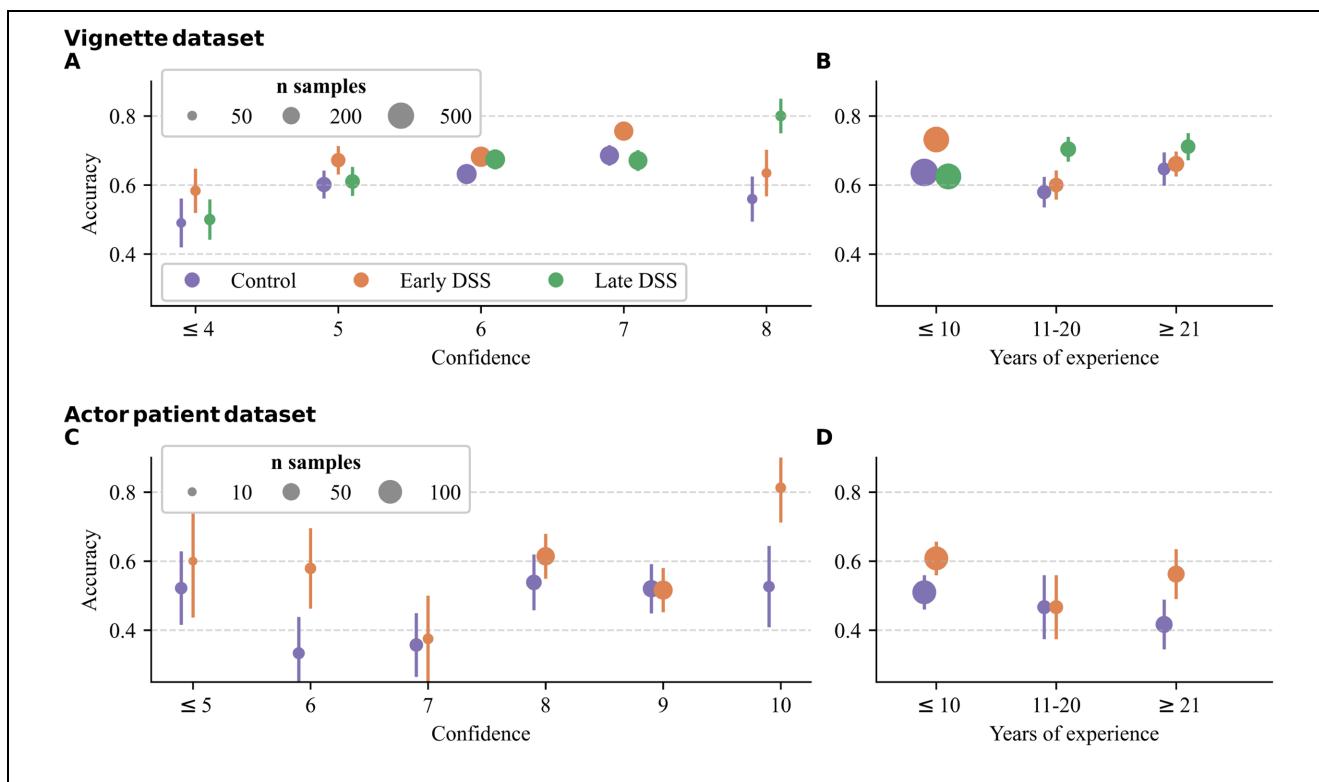 Vignette dataset
A
n samples
50 200 500
0.8
0.6
0.4
Accuracy
Control Early DSS Late DSS
≤ 4 5 6 7 8
Confidence
B
0.8
0.6
0.4
≤ 10 11-20 ≥ 21
Years of experience
Actor patient dataset
C
n samples
10 50 100
0.8
0.6
0.4
Accuracy
≤ 5 6 7 8 9 10
Confidence
D
0.8
0.6
0.4
≤ 10 11-20 ≥ 21
Years of experience